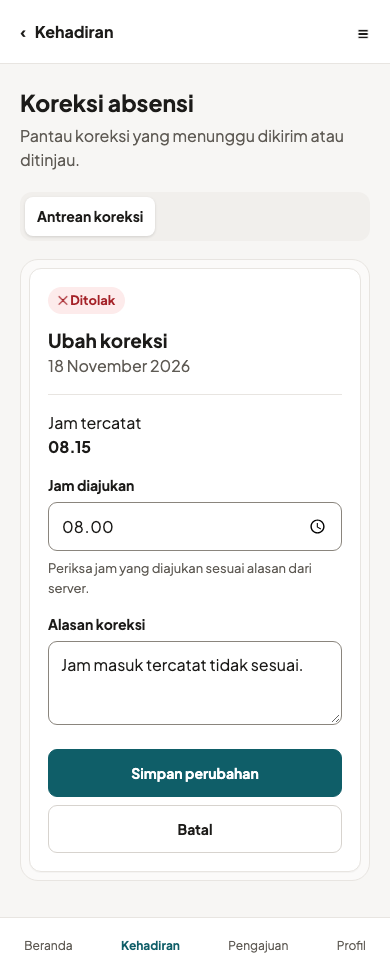 ‹ Kehadiran
≡
Koreksi absensi
Pantau koreksi yang menunggu dikirim atau
ditinjau.
Antrean koreksi
Ditolak
Ubah koreksi
18 November 2026
Jam tercatat
08.15
Jam diajukan
08.00
Periksa jam yang diajukan sesuai alasan dari
server.
Alasan koreksi
Jam masuk tercatat tidak sesuai.
Simpan perubahan
Batal
Beranda Kehadiran Pengajuan Profil